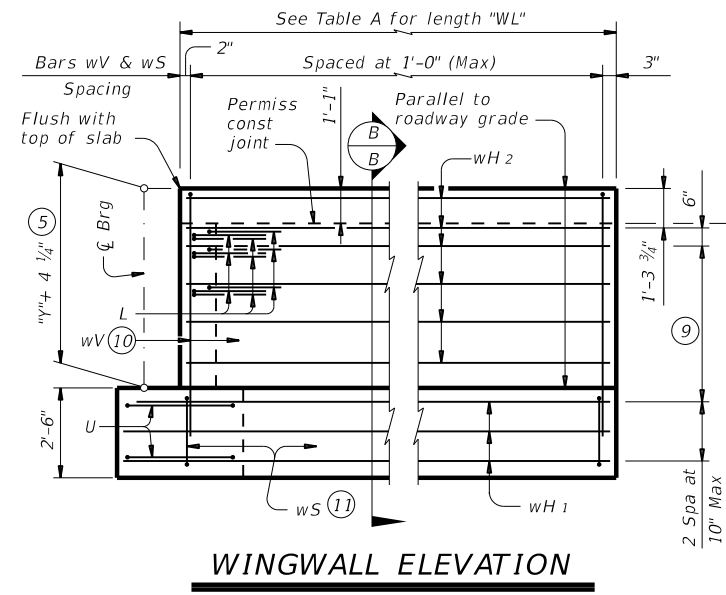 See Table A for length "WL"
2"
Bars wV & wS
Spacing
Spaced at 1'-0" (Max)
3"
Flush with
top of slab
Permiss
const
joint
1'-1"
Parallel to
roadway grade
B
B
wH 2
6"
5
"Y"+ 4 1/4"
℄ Brg
1'-3 3/4"
L
wV 10
9
2'-6"
U
wS 11
wH 1
2 Spa at
10" Max
WINGWALL ELEVATION